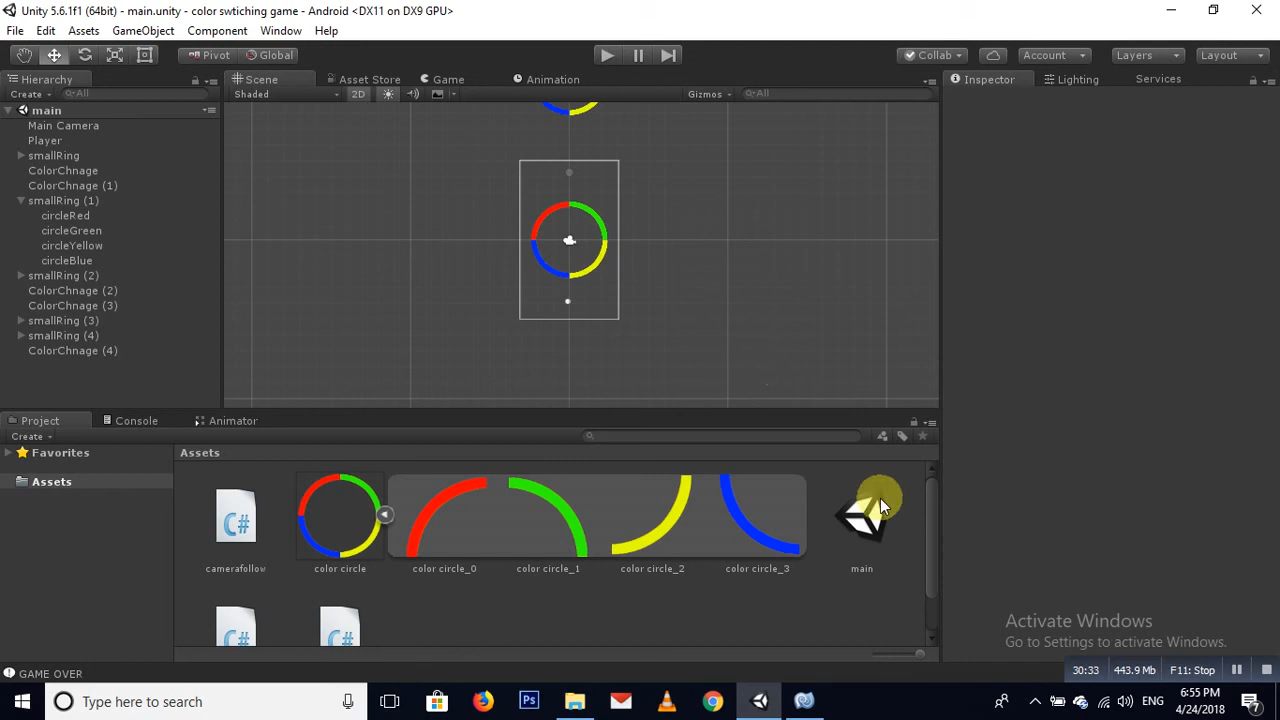 Unity 5.6.1f1 (64bit) - main.unity - color swtiching game - Android <DX11 on DX9 GPU>
File Edit Assets GameObject Component Window Help
Pivot Global Collab Account Layers Layout
Hierarchy Scene Asset Store Game Animation Inspector Lighting Services
Create All Shaded 2D Gizmos All
main
Main Camera
Player
smallRing
ColorChnage
ColorChnage (1)
smallRing (1)
circleRed
circleGreen
circleYellow
circleBlue
smallRing (2)
ColorChnage (2)
ColorChnage (3)
smallRing (3)
smallRing (4)
ColorChnage (4)
Project Console Animator
Create
Favorites Assets
Assets
C#
camerafollow color circle color circle_0 color circle_1 color circle_2 color circle_3 main
C# C#
Activate Windows
Go to Settings to activate Windows.
GAME OVER
30:33 443.9 Mb F11: Stop
Type here to search
Ps
ENG
6:55 PM
4/24/2018
7